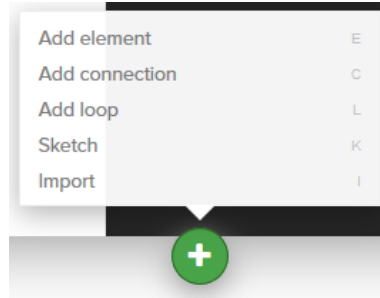 Add element E
Add connection C
Add loop L
Sketch K
Import I